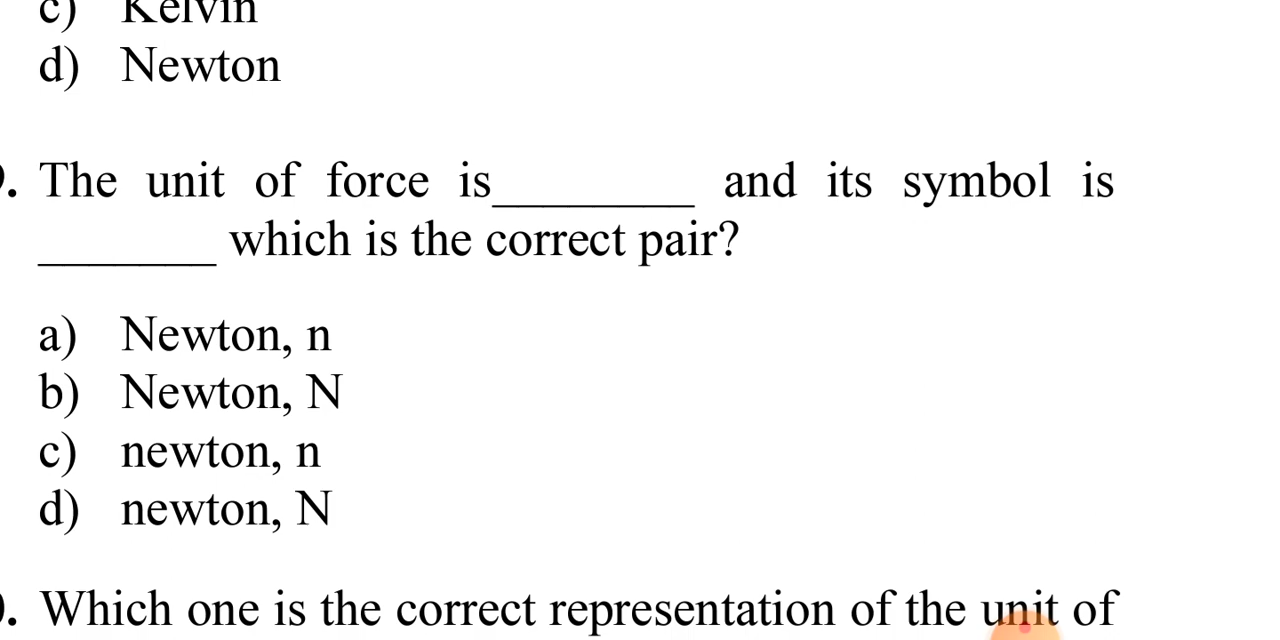 c) Kelvin
d) Newton
. The unit of force is________ and its symbol is
_______ which is the correct pair?
a) Newton, n
b) Newton, N
c) newton, n
d) newton, N
. Which one is the correct representation of the unit of